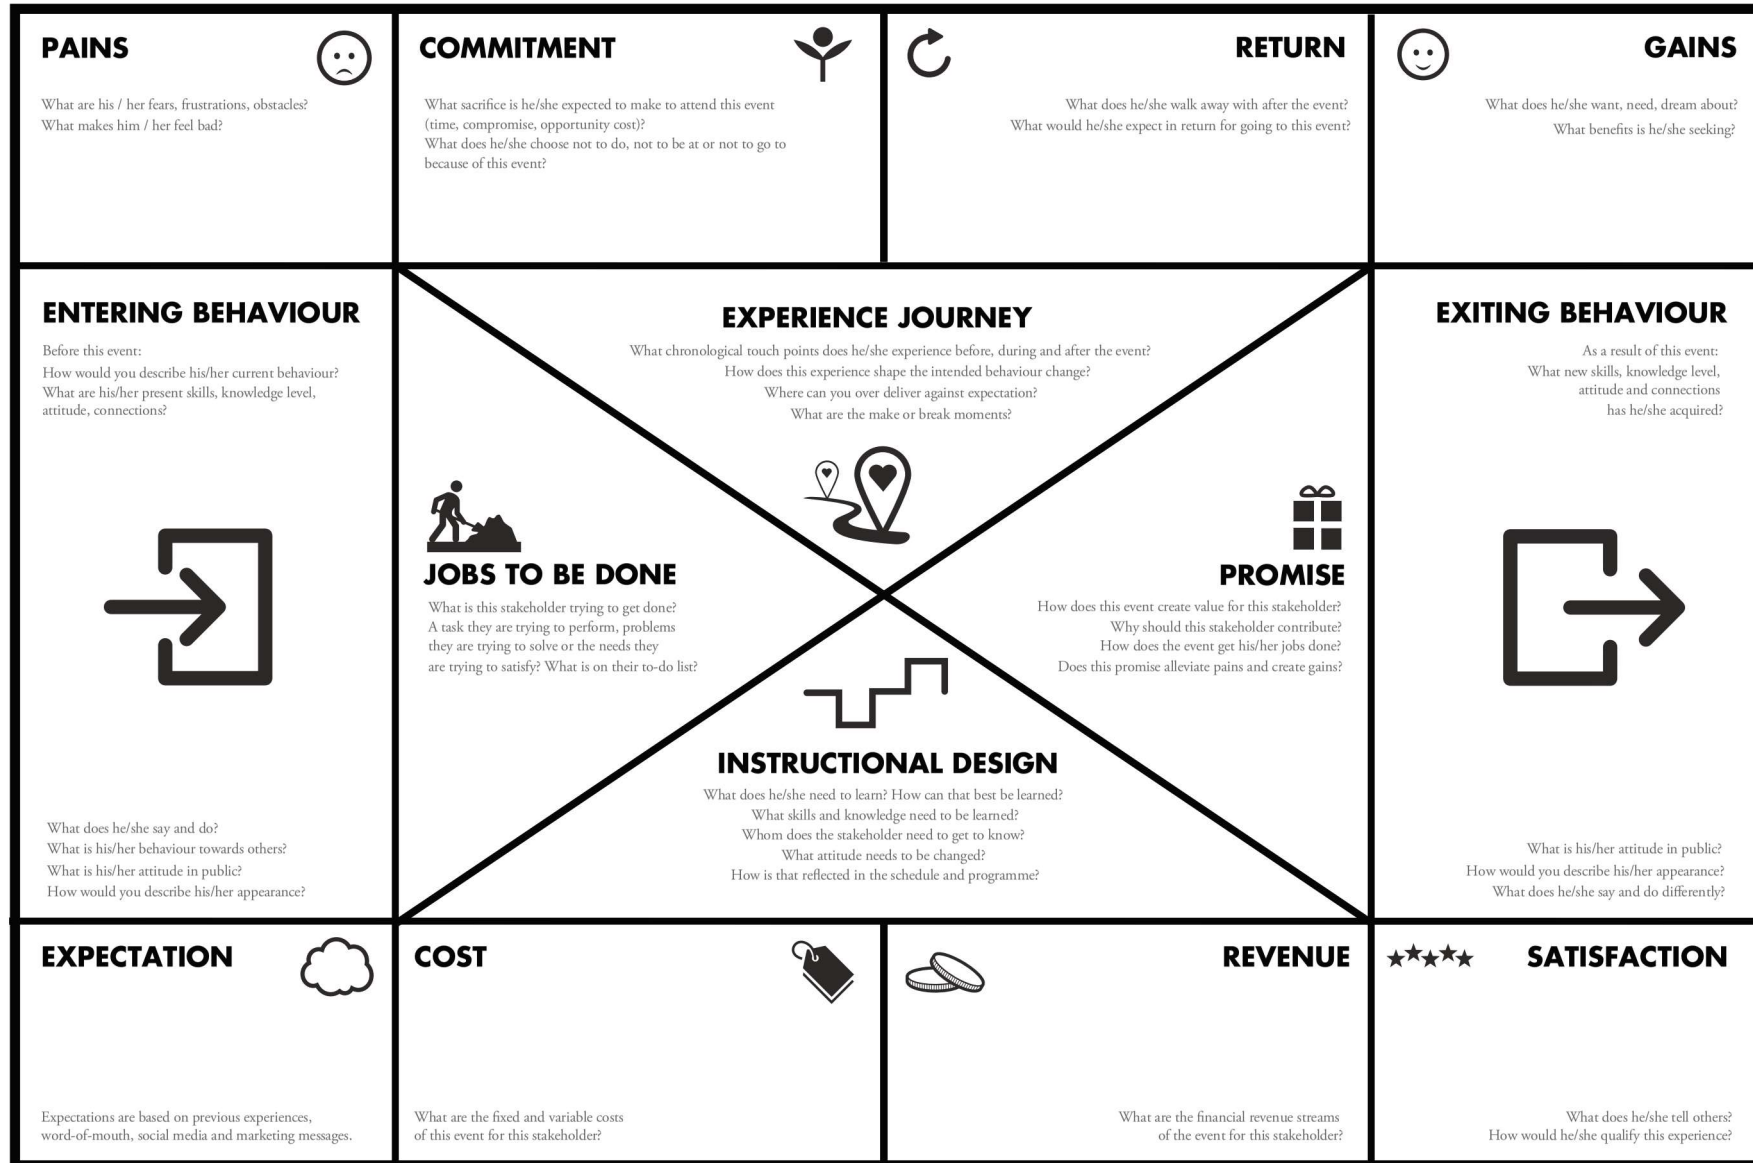 PAINS
What are his / her fears, frustrations, obstacles?
What makes him / her feel bad?
COMMITMENT
What sacrifice is he/she expected to make to attend this event
(time, compromise, opportunity cost)?
What does he/she choose not to do, not to be at or not to go to
because of this event?
RETURN
What does he/she walk away with after the event?
What would he/she expect in return for going to this event?
GAINS
What does he/she want, need, dream about?
What benefits is he/she seeking?
ENTERING BEHAVIOUR
Before this event:
How would you describe his/her current behaviour?
What are his/her present skills, knowledge level,
attitude, connections?
What does he/she say and do?
What is his/her behaviour towards others?
What is his/her attitude in public?
How would you describe his/her appearance?
EXPERIENCE JOURNEY
What chronological touch points does he/she experience before, during and after the event?
How does this experience shape the intended behaviour change?
Where can you over deliver against expectation?
What are the make or break moments?
JOBS TO BE DONE
What is this stakeholder trying to get done?
A task they are trying to perform, problems
they are trying to solve or the needs they
are trying to satisfy? What is on their to-do list?
PROMISE
How does this event create value for this stakeholder?
Why should this stakeholder contribute?
How does the event get his/her jobs done?
Does this promise alleviate pains and create gains?
INSTRUCTIONAL DESIGN
What does he/she need to learn? How can that best be learned?
What skills and knowledge need to be learned?
Whom does the stakeholder need to get to know?
What attitude needs to be changed?
How is that reflected in the schedule and programme?
EXITING BEHAVIOUR
As a result of this event:
What new skills, knowledge level,
attitude and connections
has he/she acquired?
What is his/her attitude in public?
How would you describe his/her appearance?
What does he/she say and do differently?
EXPECTATION
Expectations are based on previous experiences,
word-of-mouth, social media and marketing messages.
COST
What are the fixed and variable costs
of this event for this stakeholder?
REVENUE
What are the financial revenue streams
of the event for this stakeholder?
SATISFACTION
What does he/she tell others?
How would he/she qualify this experience?